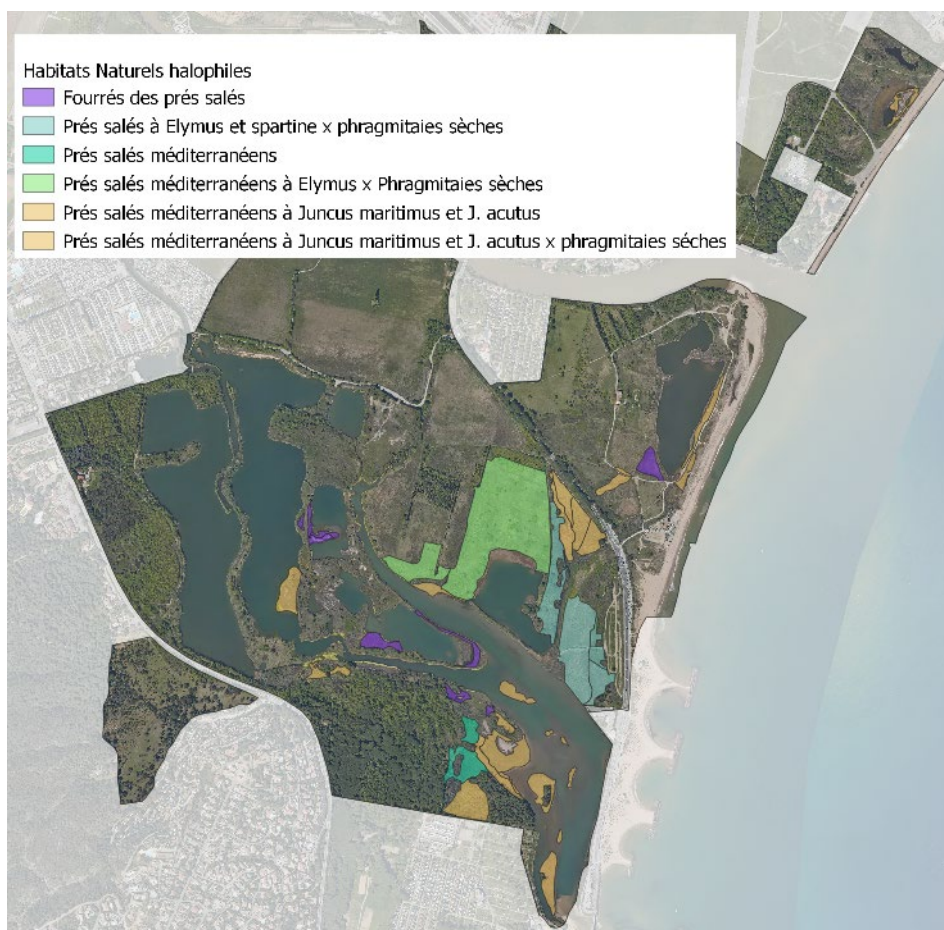 Habitats Naturels halophiles
Fourrés des prés salés
Prés salés à Elymus et spartine x phragmitaies sèches
Prés salés méditerranéens
Prés salés méditerranéens à Elymus x Phragmitaies sèches
Prés salés méditerranéens à Juncus maritimus et J. acutus
Prés salés méditerranéens à Juncus maritimus et J. acutus x phragmitaies séches